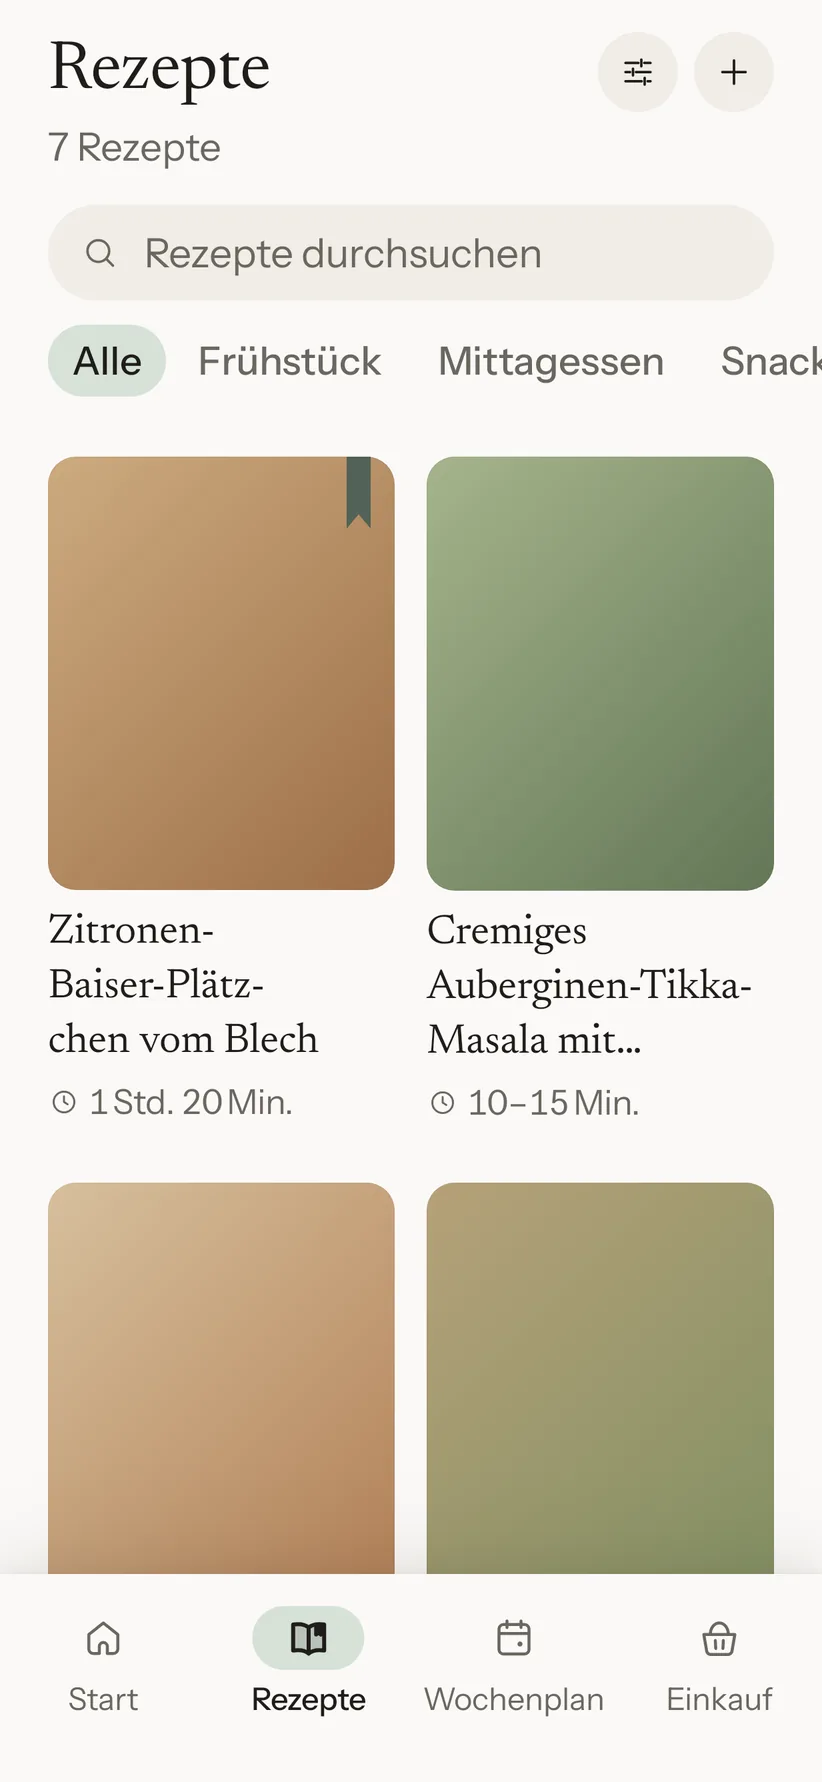 Rezepte
7 Rezepte
Rezepte durchsuchen
Alle Frühstück Mittagessen Snack
Zitronen-
Baiser-Plätz-
chen vom Blech
1 Std. 20 Min.
Cremiges
Auberginen-Tikka-
Masala mit…
10–15 Min.
Start Rezepte Wochenplan Einkauf